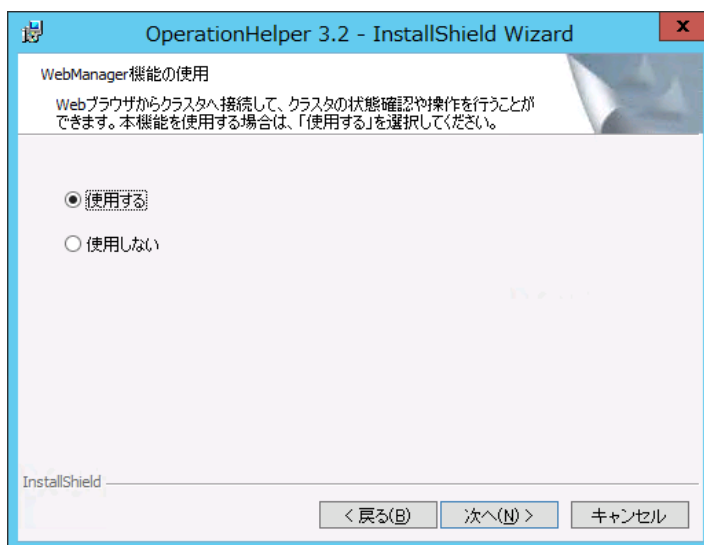 OperationHelper 3.2 - InstallShield Wizard
x
WebManager機能の使用
Webブラウザからクラスタへ接続して、クラスタの状態確認や操作を行うことが
できます。本機能を使用する場合は、「使用する」を選択してください。
使用する
使用しない
InstallShield
< 戻る(B)
次へ(N) >
キャンセル